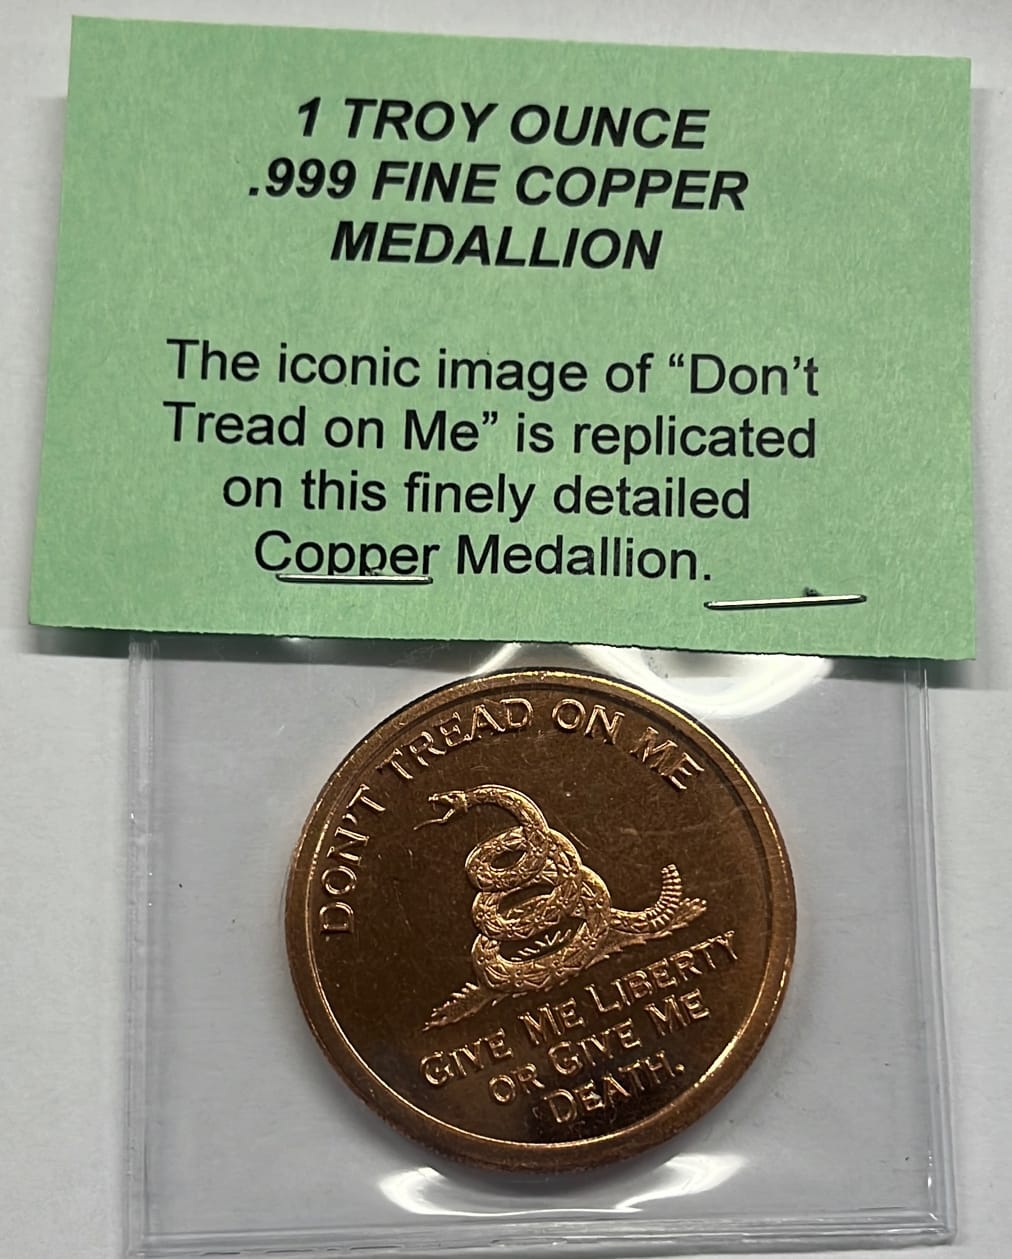 1 TROY OUNCE
.999 FINE COPPER
MEDALLION
The iconic image of “Don’t
Tread on Me” is replicated
on this finely detailed
Copper Medallion.
DON'T TREAD ON ME
GIVE ME LIBERTY
OR GIVE ME
DEATH.